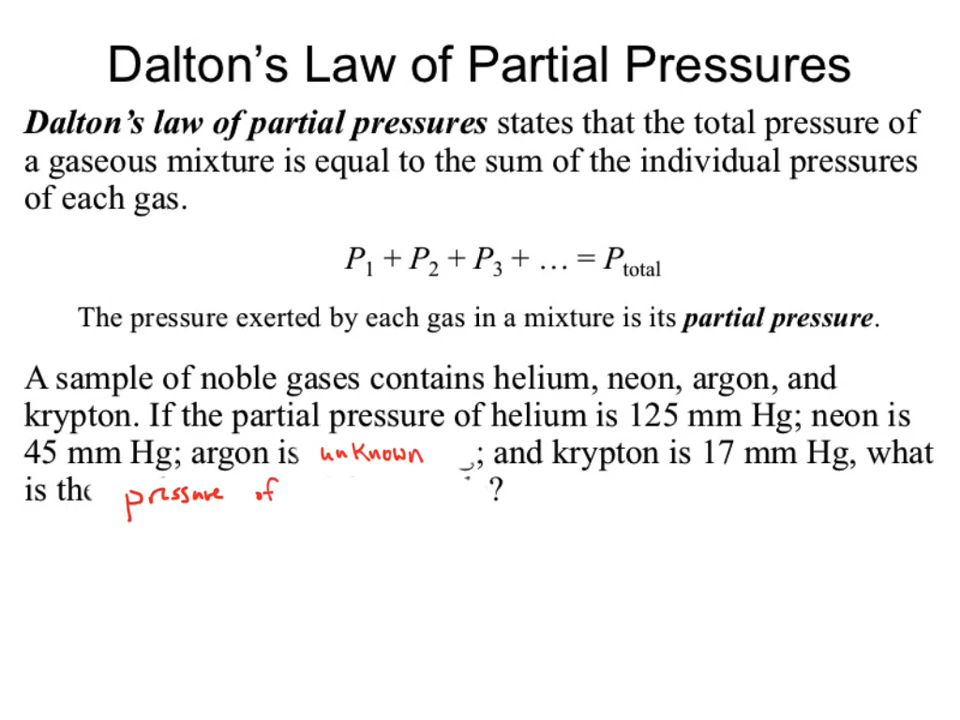 Dalton’s Law of Partial Pressures
Dalton’s law of partial pressures states that the total pressure of
a gaseous mixture is equal to the sum of the individual pressures
of each gas.
P₁ + P₂ + P₃ + … = Pₜₒₜₐₗ
The pressure exerted by each gas in a mixture is its partial pressure.
A sample of noble gases contains helium, neon, argon, and
krypton. If the partial pressure of helium is 125 mm Hg; neon is
45 mm Hg; argon is unknown ; and krypton is 17 mm Hg, what
is the pressure of ?